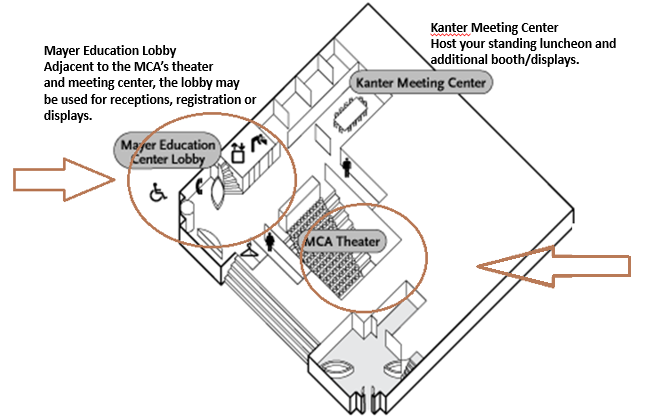 Mayer Education Lobby
Adjacent to the MCA's theater
and meeting center, the lobby may
be used for receptions, registration or
displays.
Kanter Meeting Center
Host your standing luncheon and
additional booth/displays.
Kanter Meeting Center
Mayer Education
Center Lobby
MCA Theater